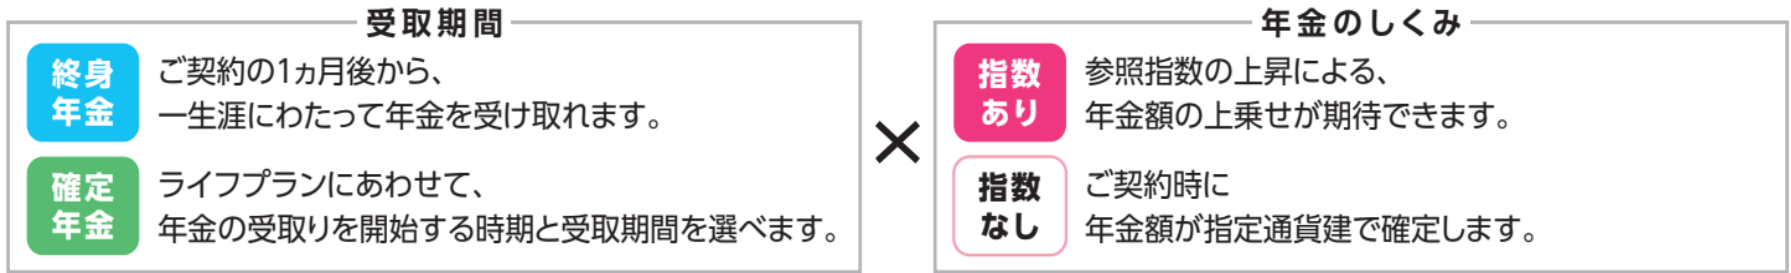 受取期間
終身
年金
ご契約の1ヵ月後から、
一生涯にわたって年金を受け取れます。
確定
年金
ライフプランにあわせて、
年金の受取りを開始する時期と受取期間を選べます。
×
年金のしくみ
指数
あり
参照指数の上昇による、
年金額の上乗せが期待できます。
指数
なし
ご契約時に
年金額が指定通貨建で確定します。